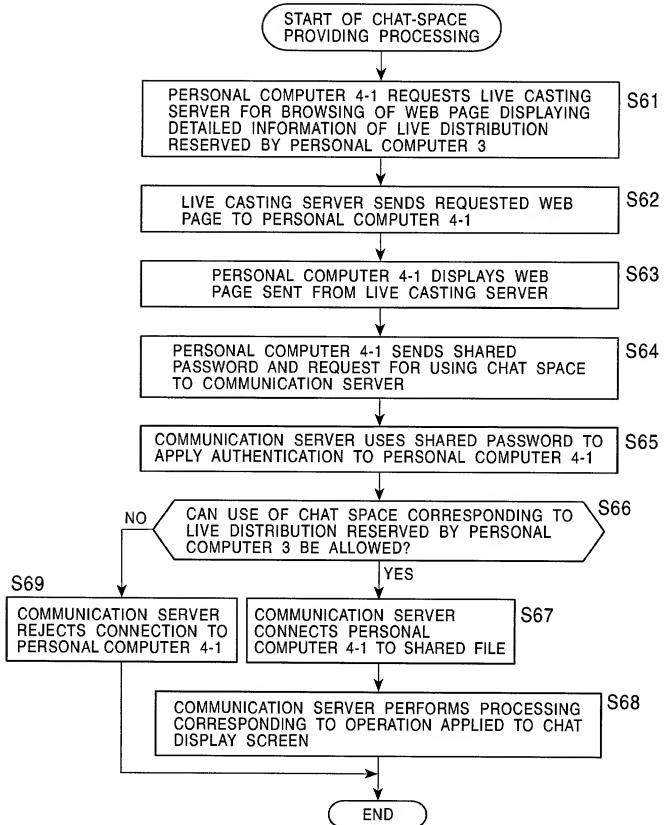 START OF CHAT-SPACE
PROVIDING PROCESSING
PERSONAL COMPUTER 4-1 REQUESTS LIVE CASTING
SERVER FOR BROWSING OF WEB PAGE DISPLAYING
DETAILED INFORMATION OF LIVE DISTRIBUTION
RESERVED BY PERSONAL COMPUTER 3
S61
LIVE CASTING SERVER SENDS REQUESTED WEB
PAGE TO PERSONAL COMPUTER 4-1
S62
PERSONAL COMPUTER 4-1 DISPLAYS WEB
PAGE SENT FROM LIVE CASTING SERVER
S63
PERSONAL COMPUTER 4-1 SENDS SHARED
PASSWORD AND REQUEST FOR USING CHAT SPACE
TO COMMUNICATION SERVER
S64
COMMUNICATION SERVER USES SHARED PASSWORD TO
APPLY AUTHENTICATION TO PERSONAL COMPUTER 4-1
S65
CAN USE OF CHAT SPACE CORRESPONDING TO
LIVE DISTRIBUTION RESERVED BY PERSONAL
COMPUTER 3 BE ALLOWED?
S66
NO
YES
S69
COMMUNICATION SERVER
REJECTS CONNECTION TO
PERSONAL COMPUTER 4-1
COMMUNICATION SERVER
CONNECTS PERSONAL
COMPUTER 4-1 TO SHARED FILE
S67
COMMUNICATION SERVER PERFORMS PROCESSING
CORRESPONDING TO OPERATION APPLIED TO CHAT
DISPLAY SCREEN
S68
END